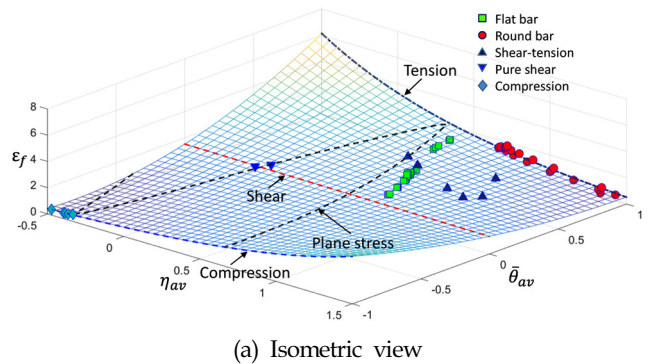 Flat bar
Round bar
Shear-tension
Pure shear
Compression
Tension
8
6
4
2
0
ε_f
Shear
Plane stress
Compression
-0.5
0
0.5
1
1.5
η_av
-1
-0.5
0
0.5
1
θ̄_av
(a) Isometric view